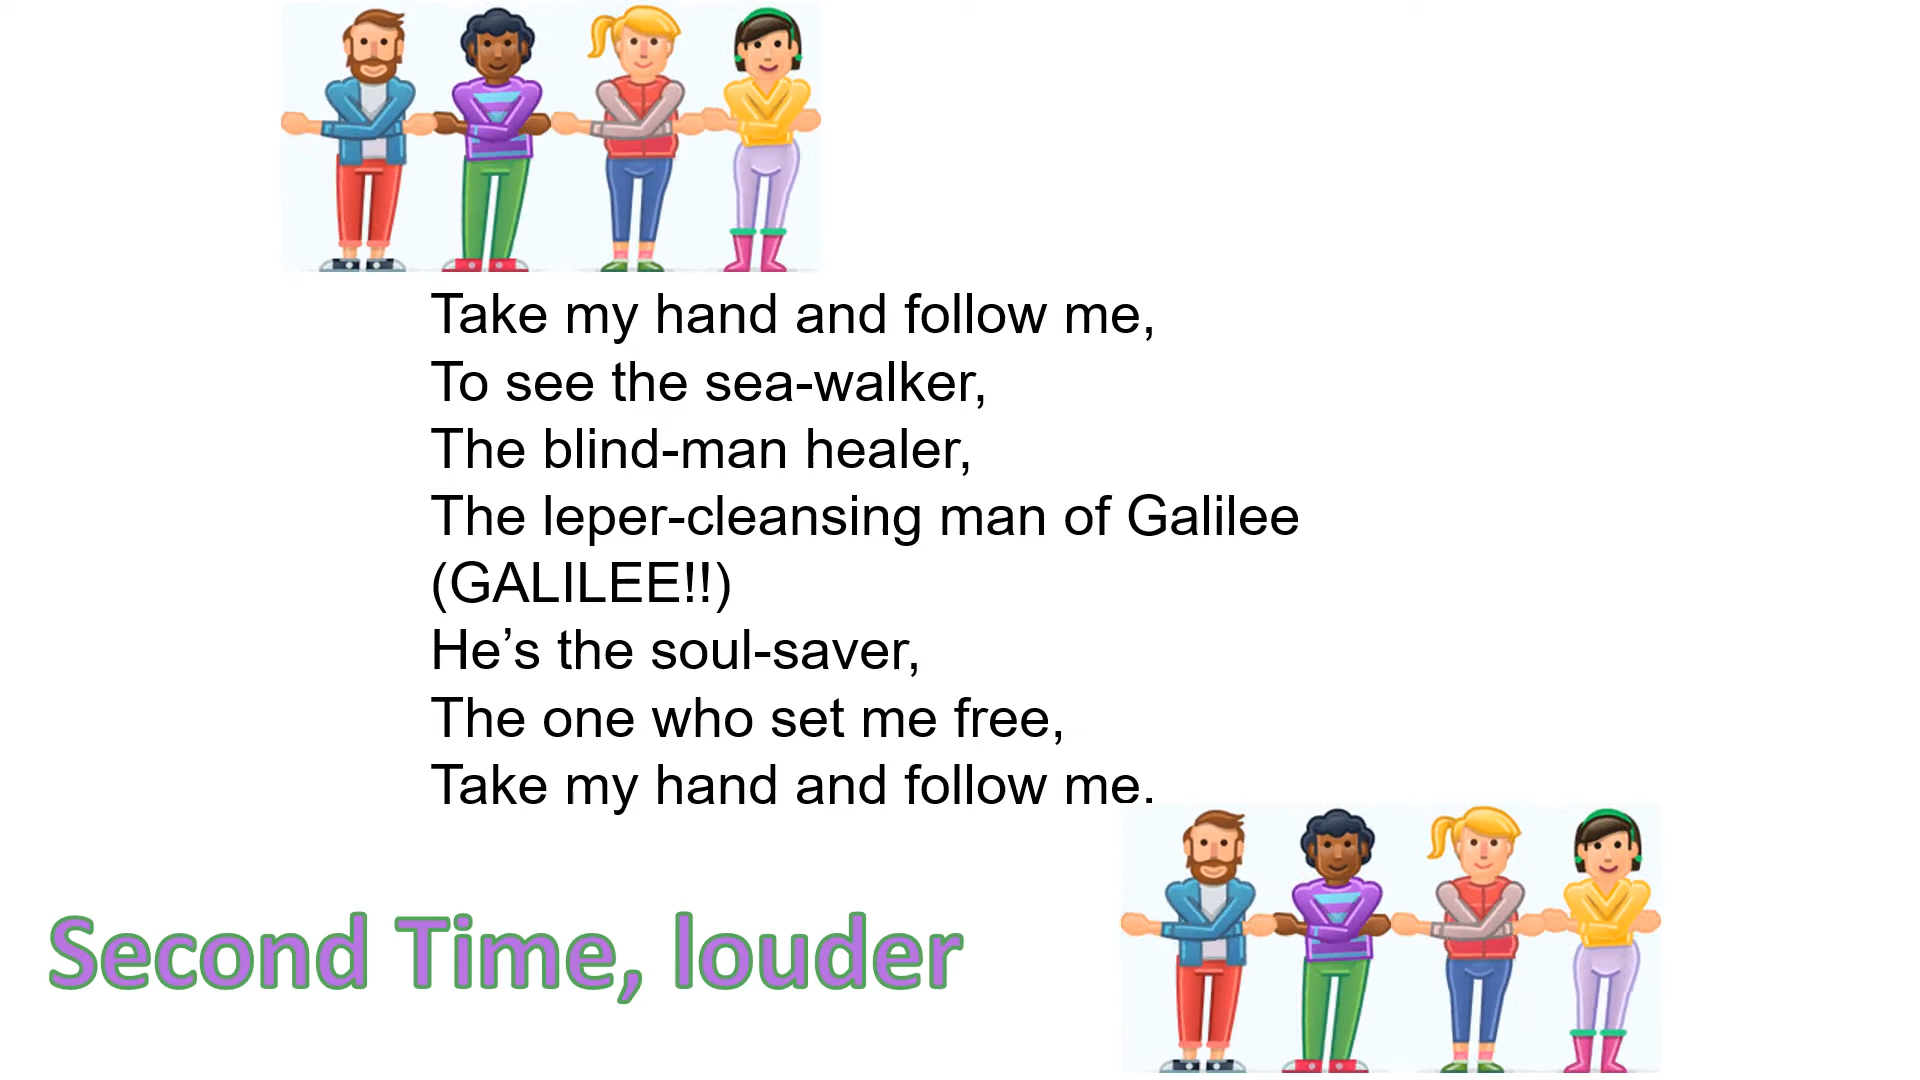 Take my hand and follow me,
To see the sea-walker,
The blind-man healer,
The leper-cleansing man of Galilee
(GALILEE!!)
He’s the soul-saver,
The one who set me free,
Take my hand and follow me.
Second Time, louder